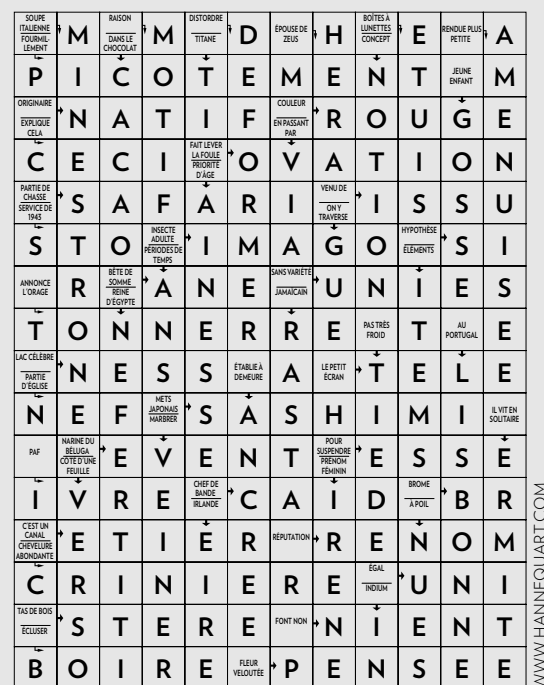 SOUPE ITALIENNE FOURMIL- LEMENT M RAISON DANS LE CHOCOLAT M DISTORDRE TITANE D ÉPOUSE DE ZEUS H BOÎTES À LUNETTES CONCEPT E RENDUE PLUS PETITE A
P I C O T E M E N T JEUNE ENFANT M
ORIGINAIRE EXPLIQUE CELA N A T I F COULEUR EN PASSANT PAR R O U G E
C E C I FAIT LEVER LA FOULE PRIORITÉ D'ÂGE O V A T I O N
PARTIE DE CHASSE SERVICE DE 1943 S A F A R I VENU DE ON Y TRAVERSE I S S U
S T O INSECTE ADULTE PÉRIODES DE TEMPS I M A G O HYPOTHÈSE ÉLÉMENTS S I
ANNONCE L'ORAGE R BÊTE DE SOMME REINE D'ÉGYPTE A N E SANS VARIÉTÉ JAMAÏCAIN U N I E S
T O N N E R R E PAS TRÈS FROID T AU PORTUGAL E
LAC CÉLÈBRE PARTIE D'ÉGLISE N E S S ÉTABLIE À DEMEURE A LE PETIT ÉCRAN T E L E
N E F METS JAPONAIS MARBRER S A S H I M I IL VIT EN SOLITAIRE
PAF NARINE DU BÉLUGA CÔTÉ D'UNE FEUILLE E V E N T POUR SUSPENDRE PRÉNOM FÉMININ E S S E
I V R E CHEF DE BANDE IRLANDE C A I D BROME À POIL B R
C'EST UN CANAL CHEVELURE ABONDANTE E T I E R RÉPUTATION R E N O M
C R I N I E R E ÉGAL INDIUM U N I
TAS DE BOIS ÉCLUSER S T E R E FONT NON N I E N T
B O I R E FLEUR VELOUTÉE P E N S E E
WWW.HANNEQUART.COM